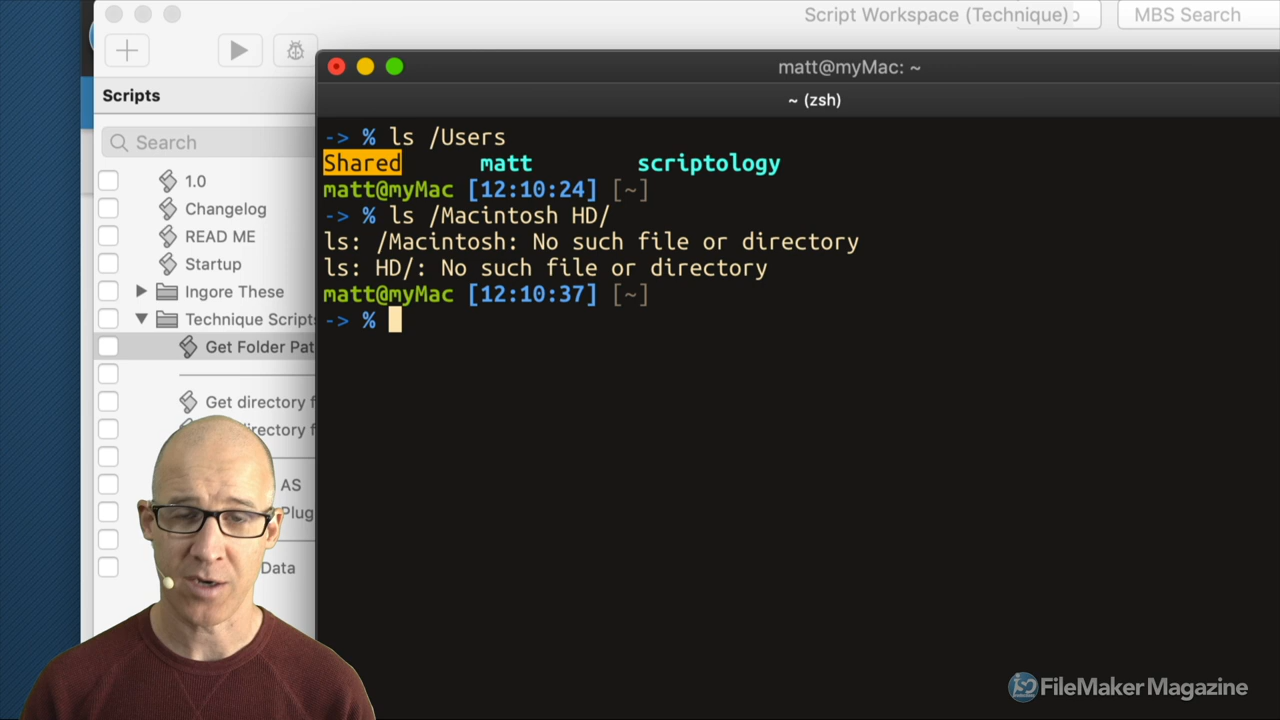 Script Workspace (Technique)
MBS Search
Scripts
Search
1.0
Changelog
READ ME
Startup
Ingore These
Technique Scripts
Get Folder Pat
Get directory f
directory f
AS
Plug
Data
matt@myMac: ~
~ (zsh)
-> % ls /Users
Shared matt scriptology
matt@myMac [12:10:24] [~]
-> % ls /Macintosh HD/
ls: /Macintosh: No such file or directory
ls: HD/: No such file or directory
matt@myMac [12:10:37] [~]
-> %
FileMaker Magazine